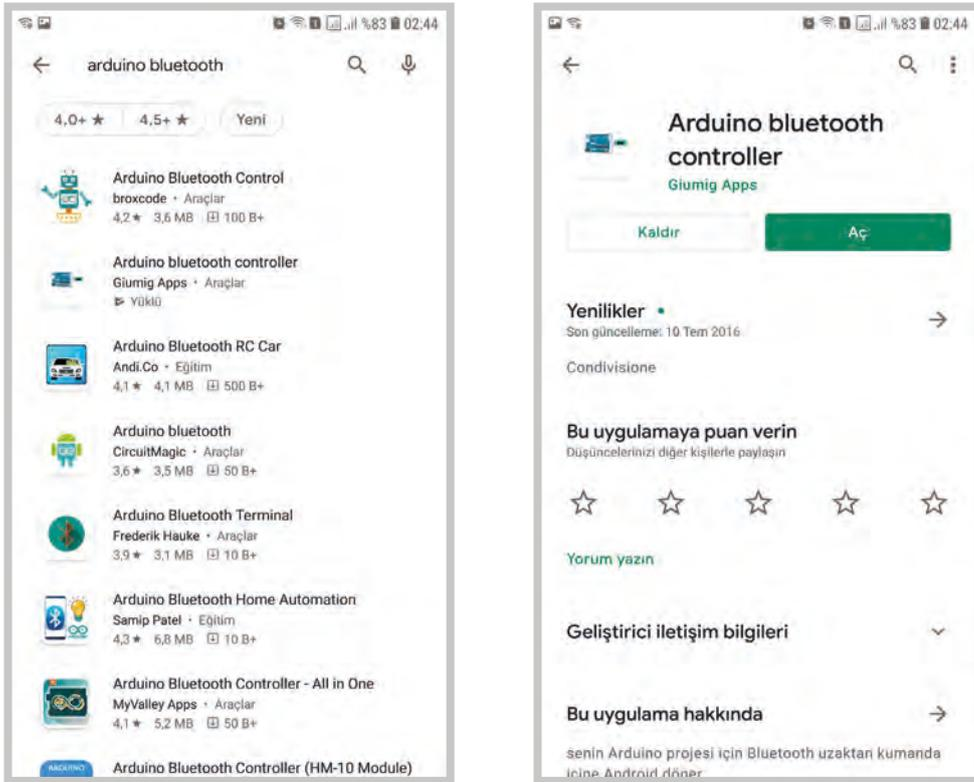 %83 02:44
arduino bluetooth
4,0+ ★ 4,5+ ★ Yeni
Arduino Bluetooth Control
broxcode • Araçlar
4,2★ 3,6 MB 100 B+
Arduino bluetooth controller
Giumig Apps • Araçlar
Yüklü
Arduino Bluetooth RC Car
Andi.Co • Eğitim
4,1★ 4,1 MB 500 B+
Arduino bluetooth
CircuitMagic • Araçlar
3,6★ 3,5 MB 50 B+
Arduino Bluetooth Terminal
Frederik Hauke • Araçlar
3,9★ 3,1 MB 10 B+
Arduino Bluetooth Home Automation
Samip Patel • Eğitim
4,3★ 6,8 MB 10 B+
Arduino Bluetooth Controller - All in One
MyValley Apps • Araçlar
4,1★ 5,2 MB 50 B+
ARDUINO
Arduino Bluetooth Controller (HM-10 Module)
%83 02:44
Arduino bluetooth
controller
Giumig Apps
Kaldır Aç
Yenilikler •
Son güncelleme: 10 Tem 2016
Condivisione
Bu uygulamaya puan verin
Düşüncelerinizi diğer kişilerle paylaşın
Yorum yazın
Geliştirici iletişim bilgileri
Bu uygulama hakkında
senin Arduino projesi için Bluetooth uzaktan kumanda
içine Android döner